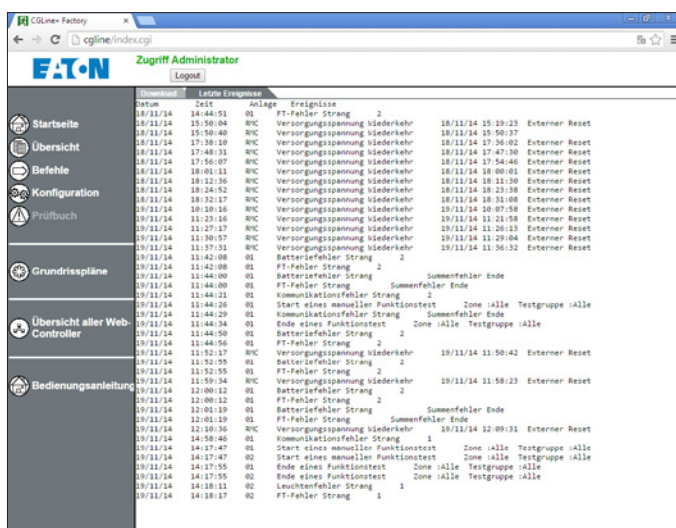 CGLine+ Factory
cgline/index.cgi
EATON
Zugriff Administrator
Logout
Download Letzte Ereignisse
Startseite
Übersicht
Befehle
Konfiguration
Prüfbuch
Grundrisspläne
Übersicht aller Web-
Controller
Bedienungsanleitung
Datum Zeit Anlage Ereignisse
18/11/14 14:44:51 01 FT-Fehler Strang 2
18/11/14 15:50:04 RMC Versorgungsspannung Wiederkehr 18/11/14 15:19:23 Externer Reset
18/11/14 15:50:40 RMC Versorgungsspannung Wiederkehr 18/11/14 15:50:37
18/11/14 17:38:10 RMC Versorgungsspannung Wiederkehr 18/11/14 17:36:02 Externer Reset
18/11/14 17:48:31 RMC Versorgungsspannung Wiederkehr 18/11/14 17:47:30 Externer Reset
18/11/14 17:56:07 RMC Versorgungsspannung Wiederkehr 18/11/14 17:54:46 Externer Reset
18/11/14 18:01:11 RMC Versorgungsspannung Wiederkehr 18/11/14 18:00:01 Externer Reset
18/11/14 18:12:36 RMC Versorgungsspannung Wiederkehr 18/11/14 18:11:30 Externer Reset
18/11/14 18:24:52 RMC Versorgungsspannung Wiederkehr 18/11/14 18:23:38 Externer Reset
18/11/14 18:32:17 RMC Versorgungsspannung Wiederkehr 18/11/14 18:31:08 Externer Reset
19/11/14 10:10:16 RMC Versorgungsspannung Wiederkehr 19/11/14 10:07:58 Externer Reset
19/11/14 11:23:16 RMC Versorgungsspannung Wiederkehr 19/11/14 11:21:58 Externer Reset
19/11/14 11:27:17 RMC Versorgungsspannung Wiederkehr 19/11/14 11:26:13 Externer Reset
19/11/14 11:30:57 RMC Versorgungsspannung Wiederkehr 19/11/14 11:29:04 Externer Reset
19/11/14 11:37:31 RMC Versorgungsspannung Wiederkehr 19/11/14 11:36:32 Externer Reset
19/11/14 11:42:08 01 Batteriefehler Strang 2
19/11/14 11:42:08 01 FT-Fehler Strang 2
19/11/14 11:44:00 01 Batteriefehler Strang Summenfehler Ende
19/11/14 11:44:00 01 FT-Fehler Strang Summenfehler Ende
19/11/14 11:44:21 01 Kommunikationsfehler Strang 2
19/11/14 11:44:26 01 Start eines manuellen Funktionstest Zone :Alle Testgruppe :Alle
19/11/14 11:44:29 01 Kommunikationsfehler Strang Summenfehler Ende
19/11/14 11:44:34 01 Ende eines Funktionstest Zone :Alle Testgruppe :Alle
19/11/14 11:44:50 01 Batteriefehler Strang 2
19/11/14 11:44:56 01 FT-Fehler Strang 2
19/11/14 11:52:17 RMC Versorgungsspannung Wiederkehr 19/11/14 11:50:42 Externer Reset
19/11/14 11:52:55 01 Batteriefehler Strang 2
19/11/14 11:52:55 01 FT-Fehler Strang 2
19/11/14 11:59:34 RMC Versorgungsspannung Wiederkehr 19/11/14 11:58:23 Externer Reset
19/11/14 12:00:12 01 Batteriefehler Strang 2
19/11/14 12:00:12 01 FT-Fehler Strang 2
19/11/14 12:01:19 01 Batteriefehler Strang Summenfehler Ende
19/11/14 12:01:19 01 FT-Fehler Strang Summenfehler Ende
19/11/14 12:10:36 RMC Versorgungsspannung Wiederkehr 19/11/14 12:09:31 Externer Reset
19/11/14 14:58:46 01 Kommunikationsfehler Strang 1
19/11/14 14:17:47 01 Start eines manuellen Funktionstest Zone :Alle Testgruppe :Alle
19/11/14 14:17:47 02 Start eines manuellen Funktionstest Zone :Alle Testgruppe :Alle
19/11/14 14:17:55 01 Ende eines Funktionstest Zone :Alle Testgruppe :Alle
19/11/14 14:17:55 02 Ende eines Funktionstest Zone :Alle Testgruppe :Alle
19/11/14 14:18:11 02 Leuchtenfehler Strang 1
19/11/14 14:18:17 02 FT-Fehler Strang 1